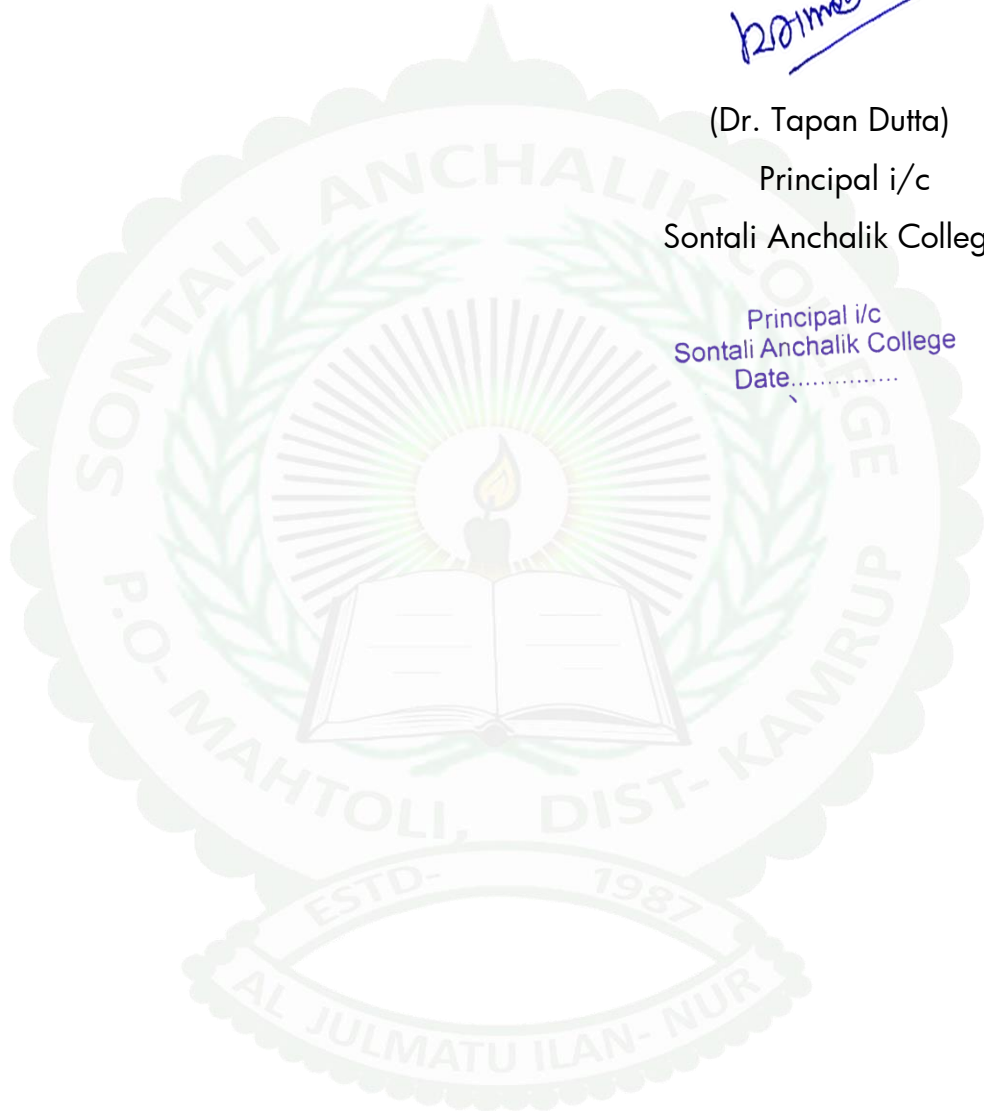 (Dr. Tapan Dutta)
Principal i/c
Sontali Anchalik Colleg
Principal i/c
Sontali Anchalik College
Date...............
SONTALI ANCHALIK COLLEGE
P.O- MAHTOLI, DIST- KAMRUP
ESTD- 1987
AL JULMATU ILAN- NUR